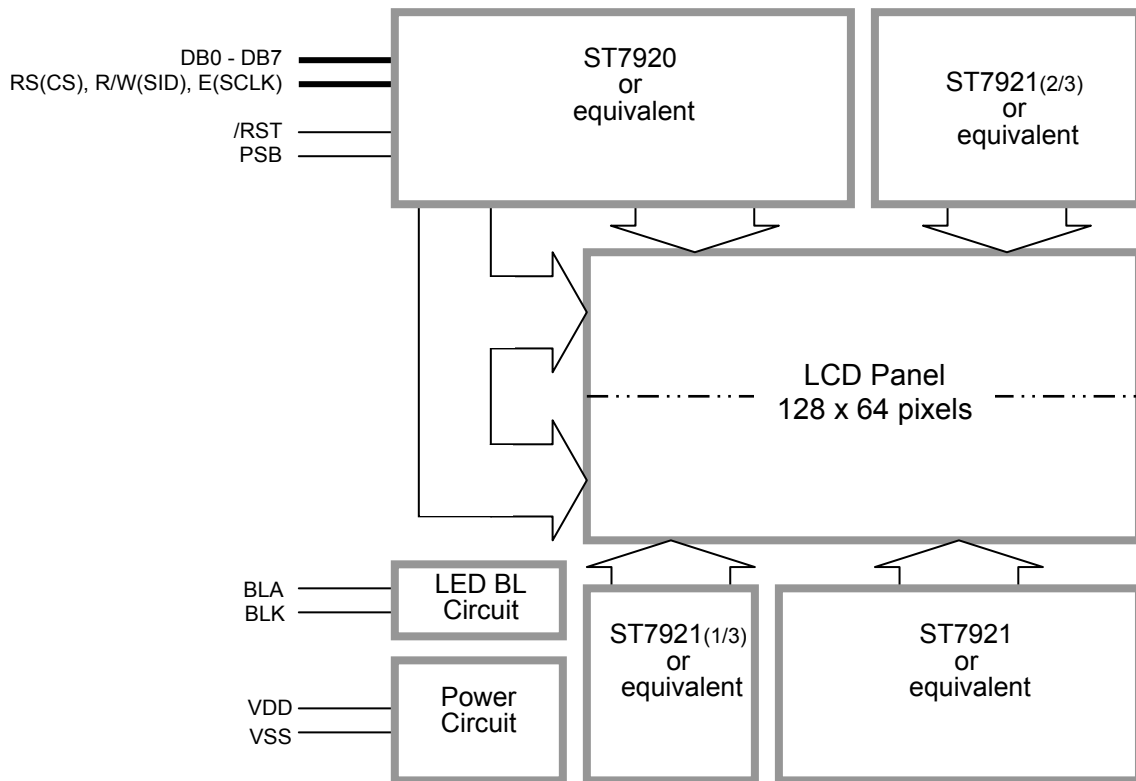 DB0 - DB7
RS(CS), R/W(SID), E(SCLK)
/RST
PSB
ST7920
or
equivalent
ST7921(2/3)
or
equivalent
LCD Panel
128 x 64 pixels
BLA
BLK
LED BL
Circuit
VDD
VSS
Power
Circuit
ST7921(1/3)
or
equivalent
ST7921
or
equivalent